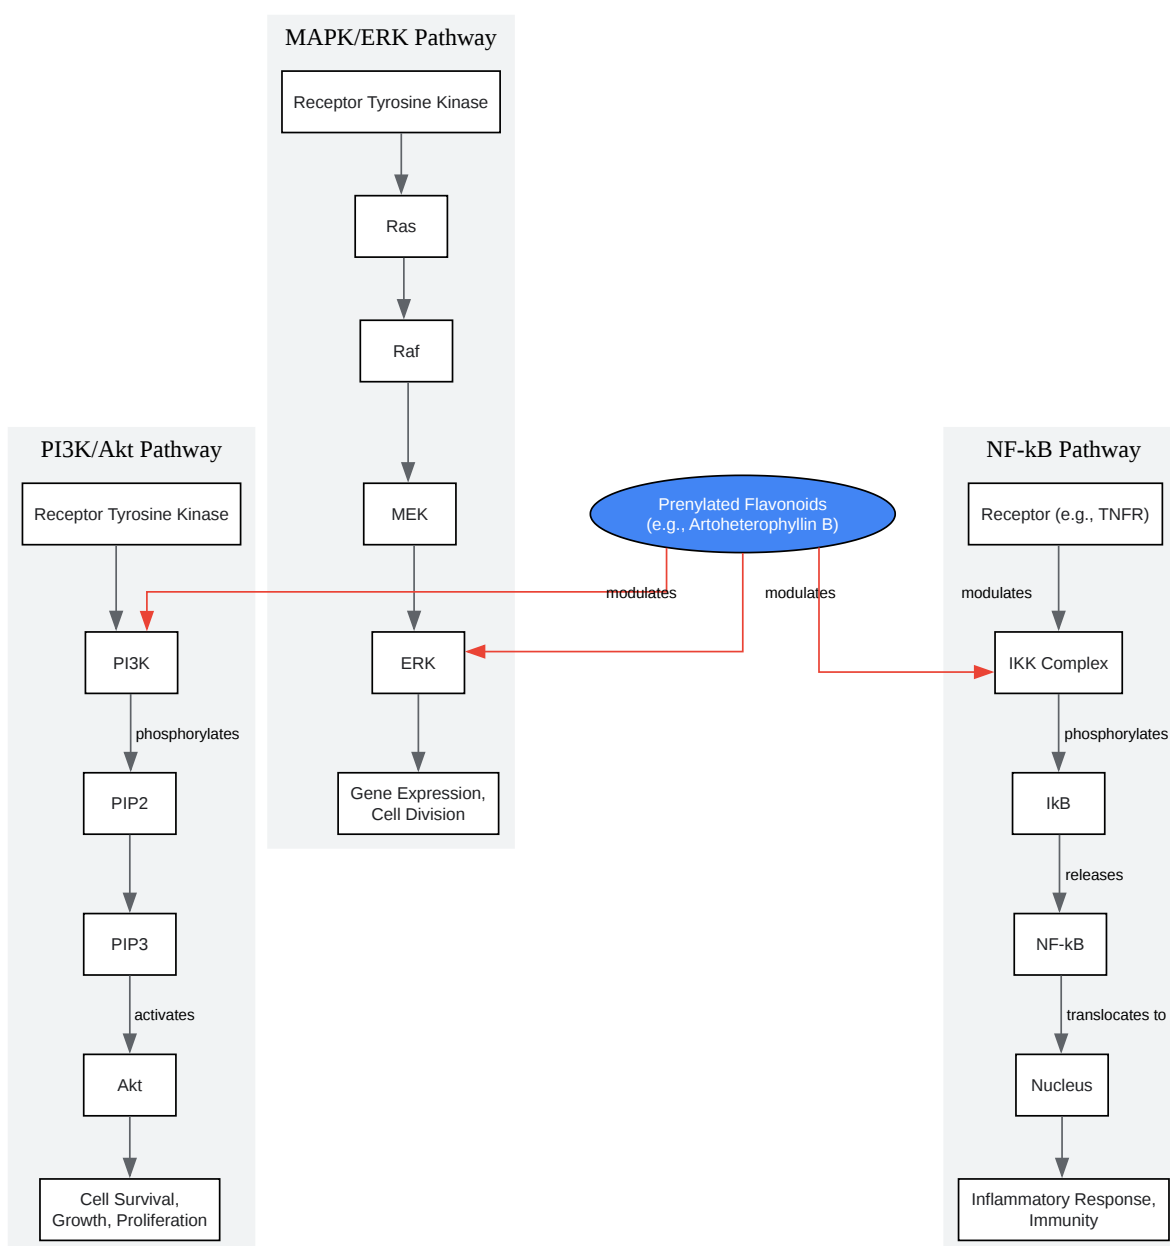 MAPK/ERK Pathway
Receptor Tyrosine Kinase
Ras
Raf
MEK
ERK
Gene Expression,
Cell Division
PI3K/Akt Pathway
Receptor Tyrosine Kinase
PI3K
phosphorylates
PIP2
PIP3
activates
Akt
Cell Survival,
Growth, Proliferation
Prenylated Flavonoids
(e.g., Artoheterophyllin B)
modulates
modulates
modulates
NF-kB Pathway
Receptor (e.g., TNFR)
IKK Complex
phosphorylates
IkB
releases
NF-kB
translocates to
Nucleus
Inflammatory Response,
Immunity